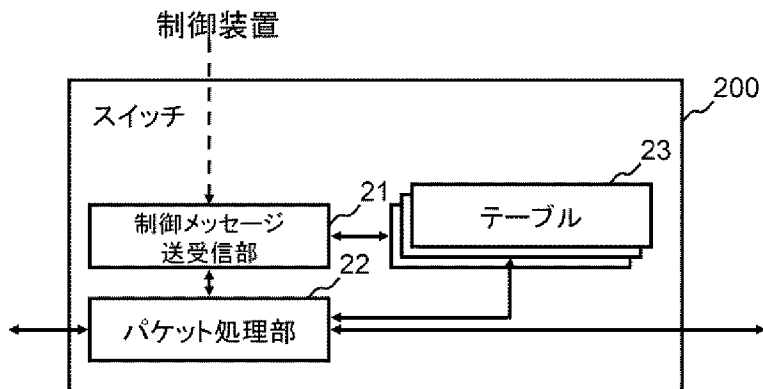 制御装置
200
スイッチ
23
21
テーブル
制御メッセージ
送受信部
22
パケット処理部